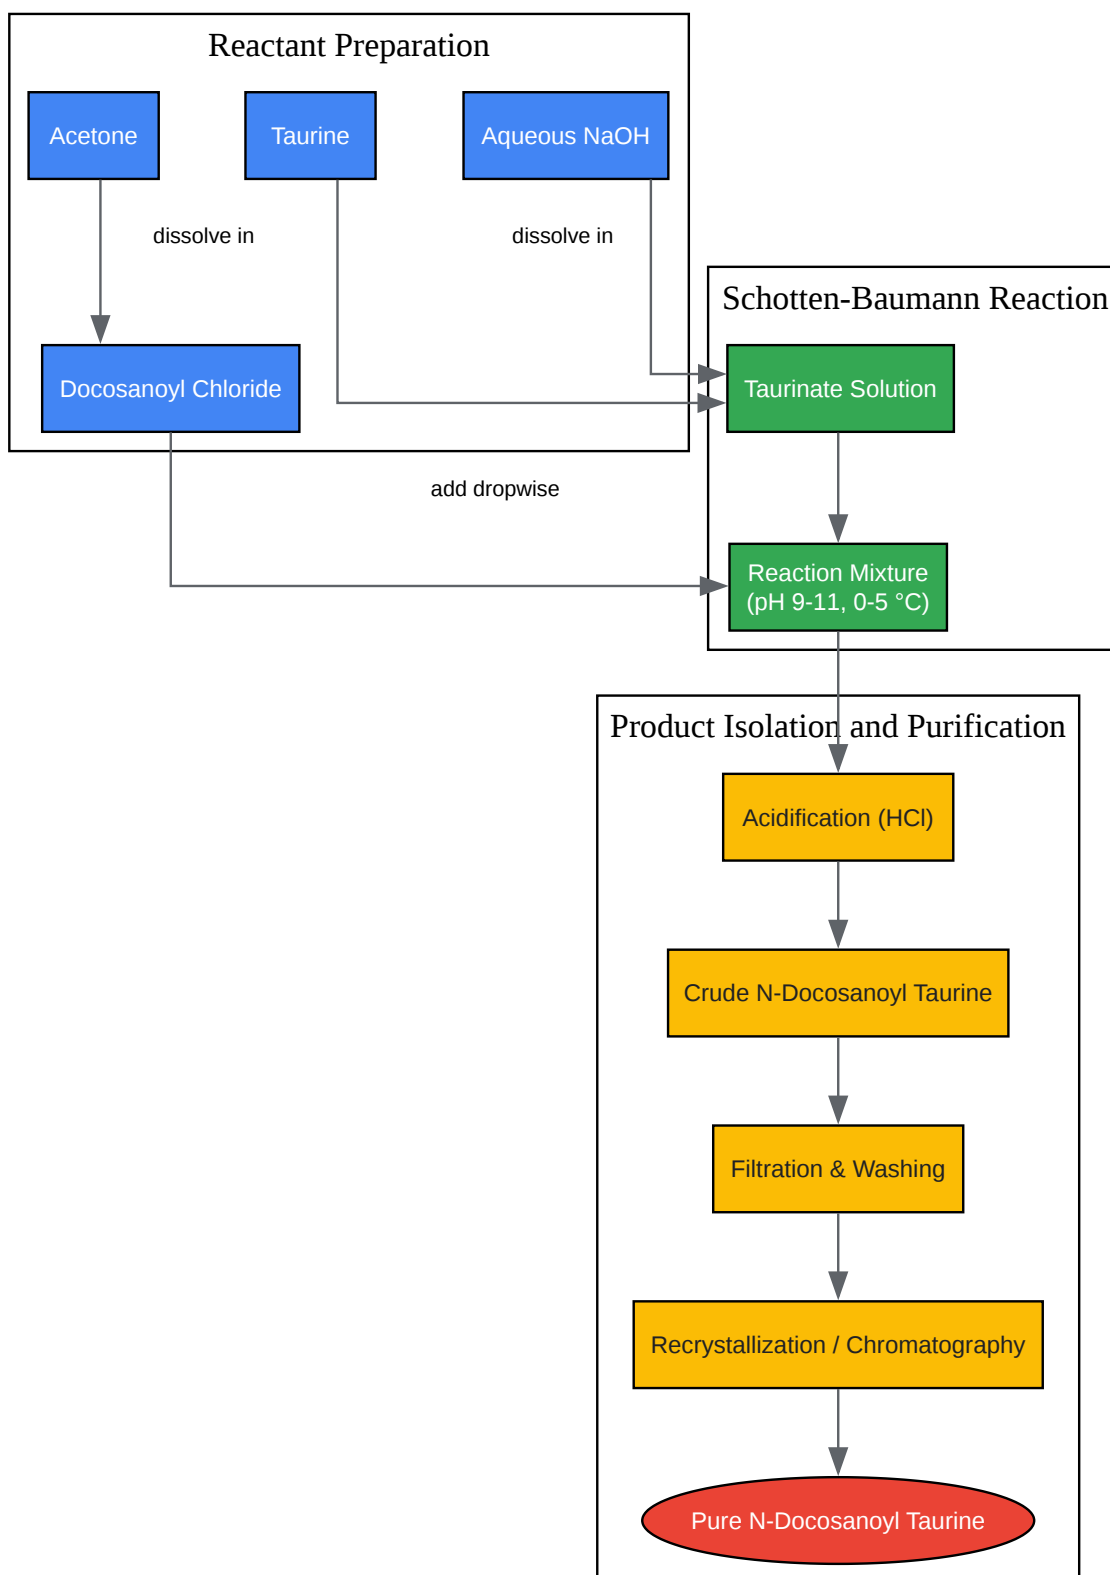 Reactant Preparation
Acetone
Taurine
Aqueous NaOH
dissolve in
dissolve in
Schotten-Baumann Reaction
Docosanoyl Chloride
Taurinate Solution
add dropwise
Reaction Mixture
(pH 9-11, 0-5 °C)
Product Isolation and Purification
Acidification (HCl)
Crude N-Docosanoyl Taurine
Filtration & Washing
Recrystallization / Chromatography
Pure N-Docosanoyl Taurine